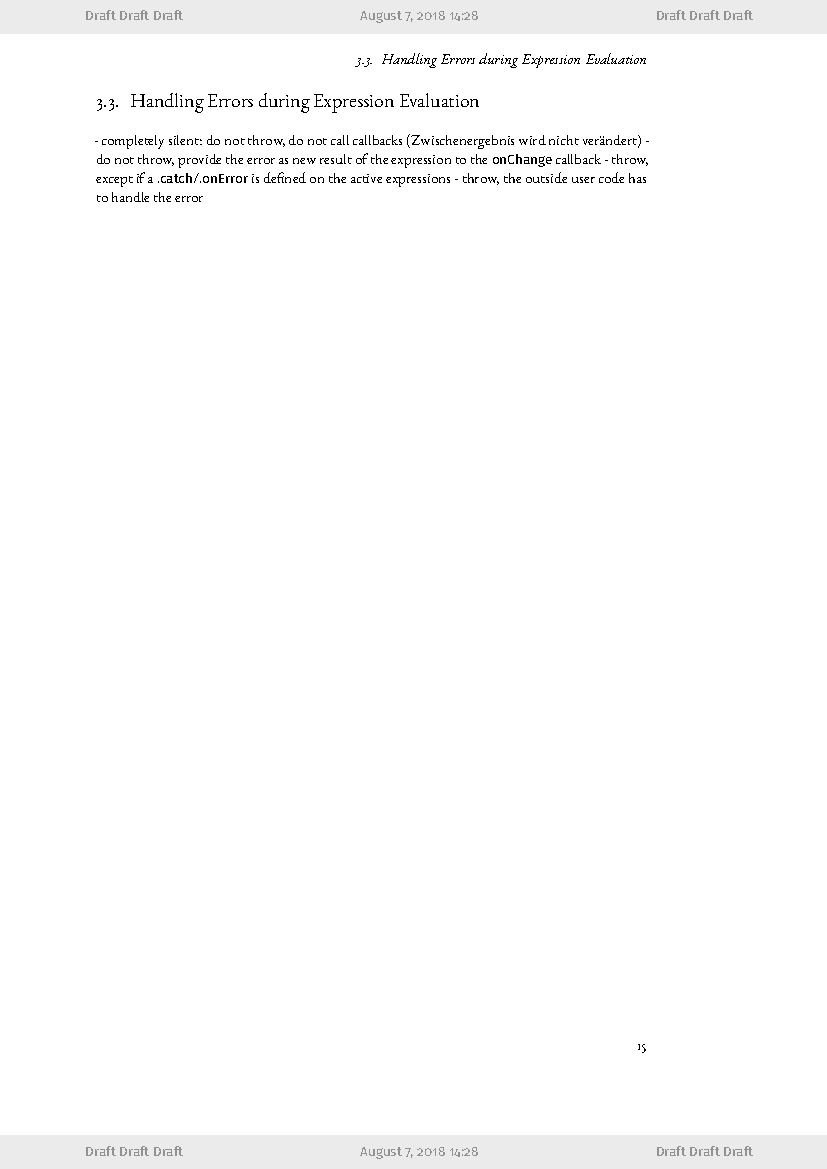 Draft Draft Draft August 7, 2018 14:28 Draft Draft Draft
3.3. Handling Errors during Expression Evaluation
3.3. Handling Errors during Expression Evaluation
- completely silent: do not throw, do not call callbacks (Zwischenergebnis wird nicht verändert) -
do not throw, provide the error as new result of the expression to the onChange callback - throw,
except if a .catch/.onError is defined on the active expressions - throw, the outside user code has
to handle the error
15
Draft Draft Draft August 7, 2018 14:28 Draft Draft Draft